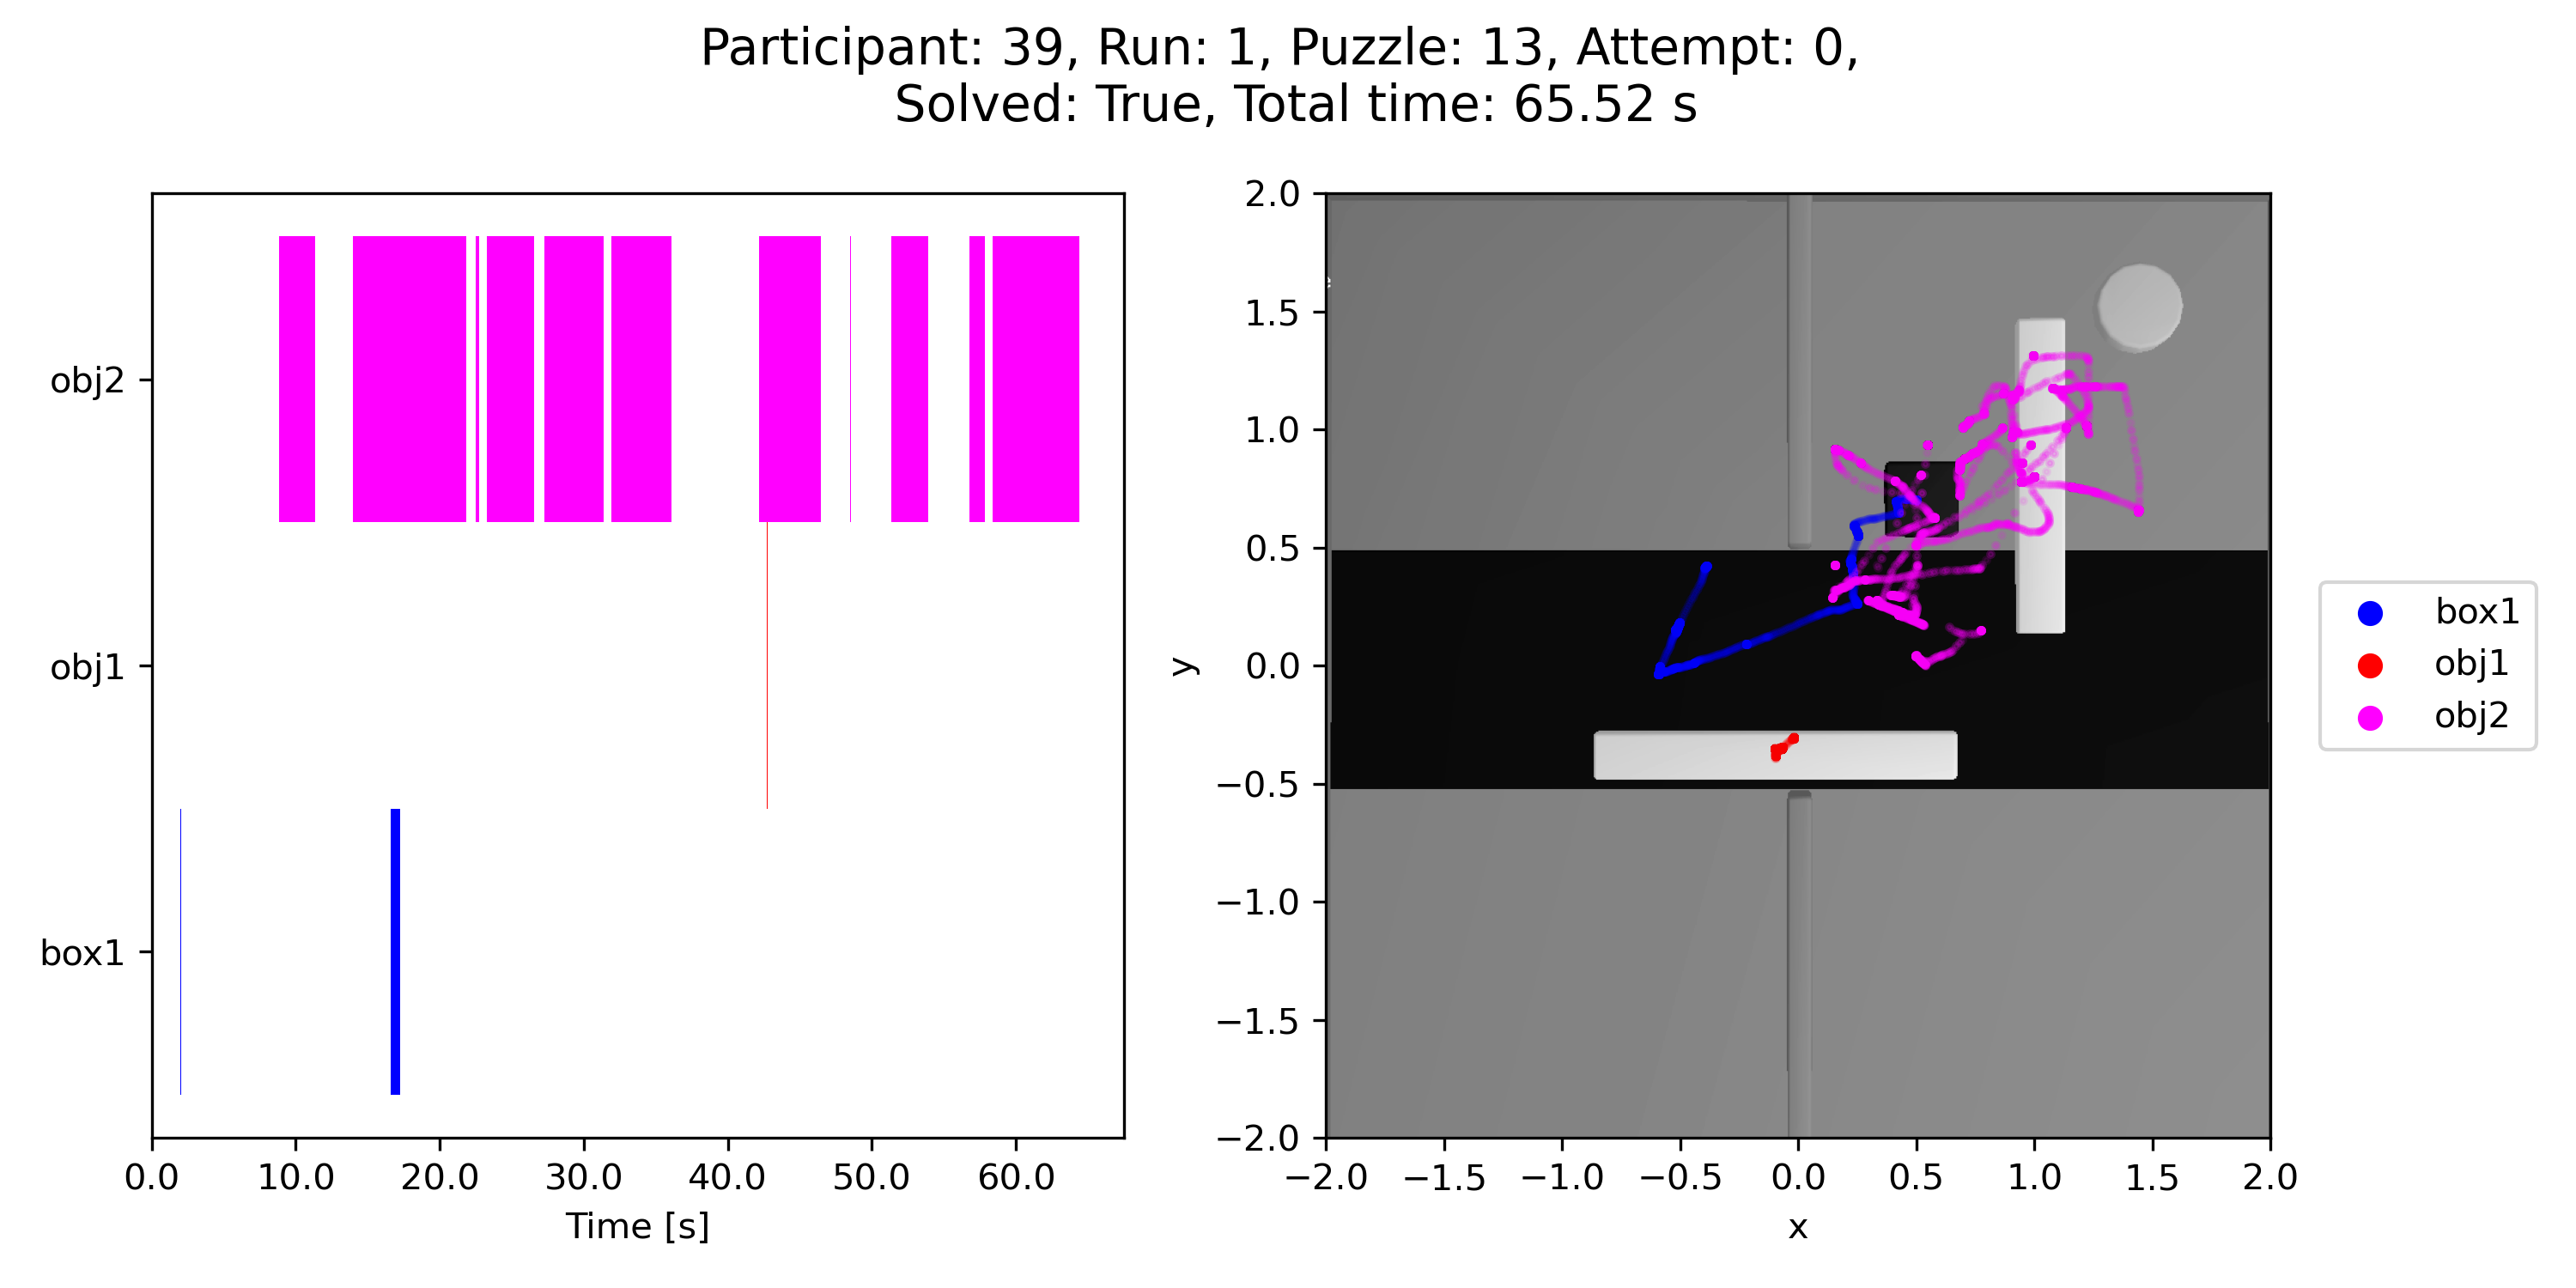 Participant: 39, Run: 1, Puzzle: 13, Attempt: 0,
Solved: True, Total time: 65.52 s
obj2
obj1
box1
0.0 10.0 20.0 30.0 40.0 50.0 60.0
Time [s]
y
2.0
1.5
1.0
0.5
0.0
−0.5
−1.0
−1.5
−2.0
−2.0 −1.5 −1.0 −0.5 0.0 0.5 1.0 1.5 2.0
x
box1
obj1
obj2